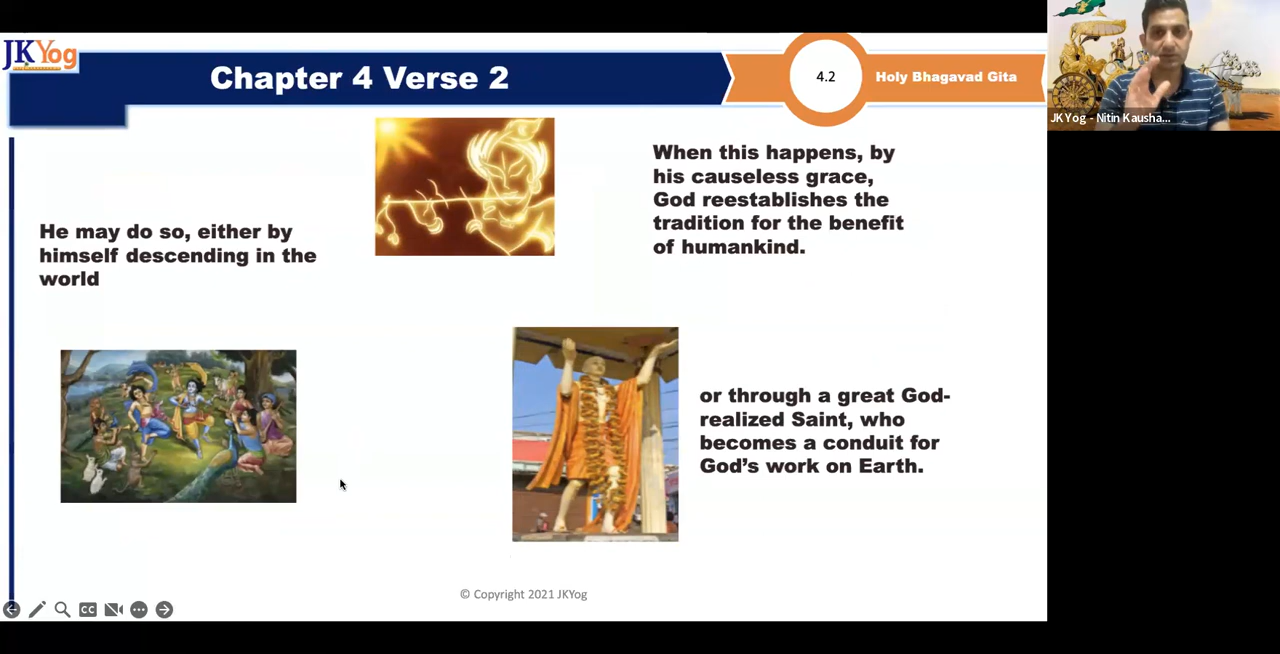 JKYog
Chapter 4 Verse 2
4.2
Holy Bhagavad Gita
JKYog - Nitin Kausha...
When this happens, by
his causeless grace,
God reestablishes the
tradition for the benefit
of humankind.
He may do so, either by
himself descending in the
world
or through a great God-
realized Saint, who
becomes a conduit for
God’s work on Earth.
© Copyright 2021 JKYog
CC